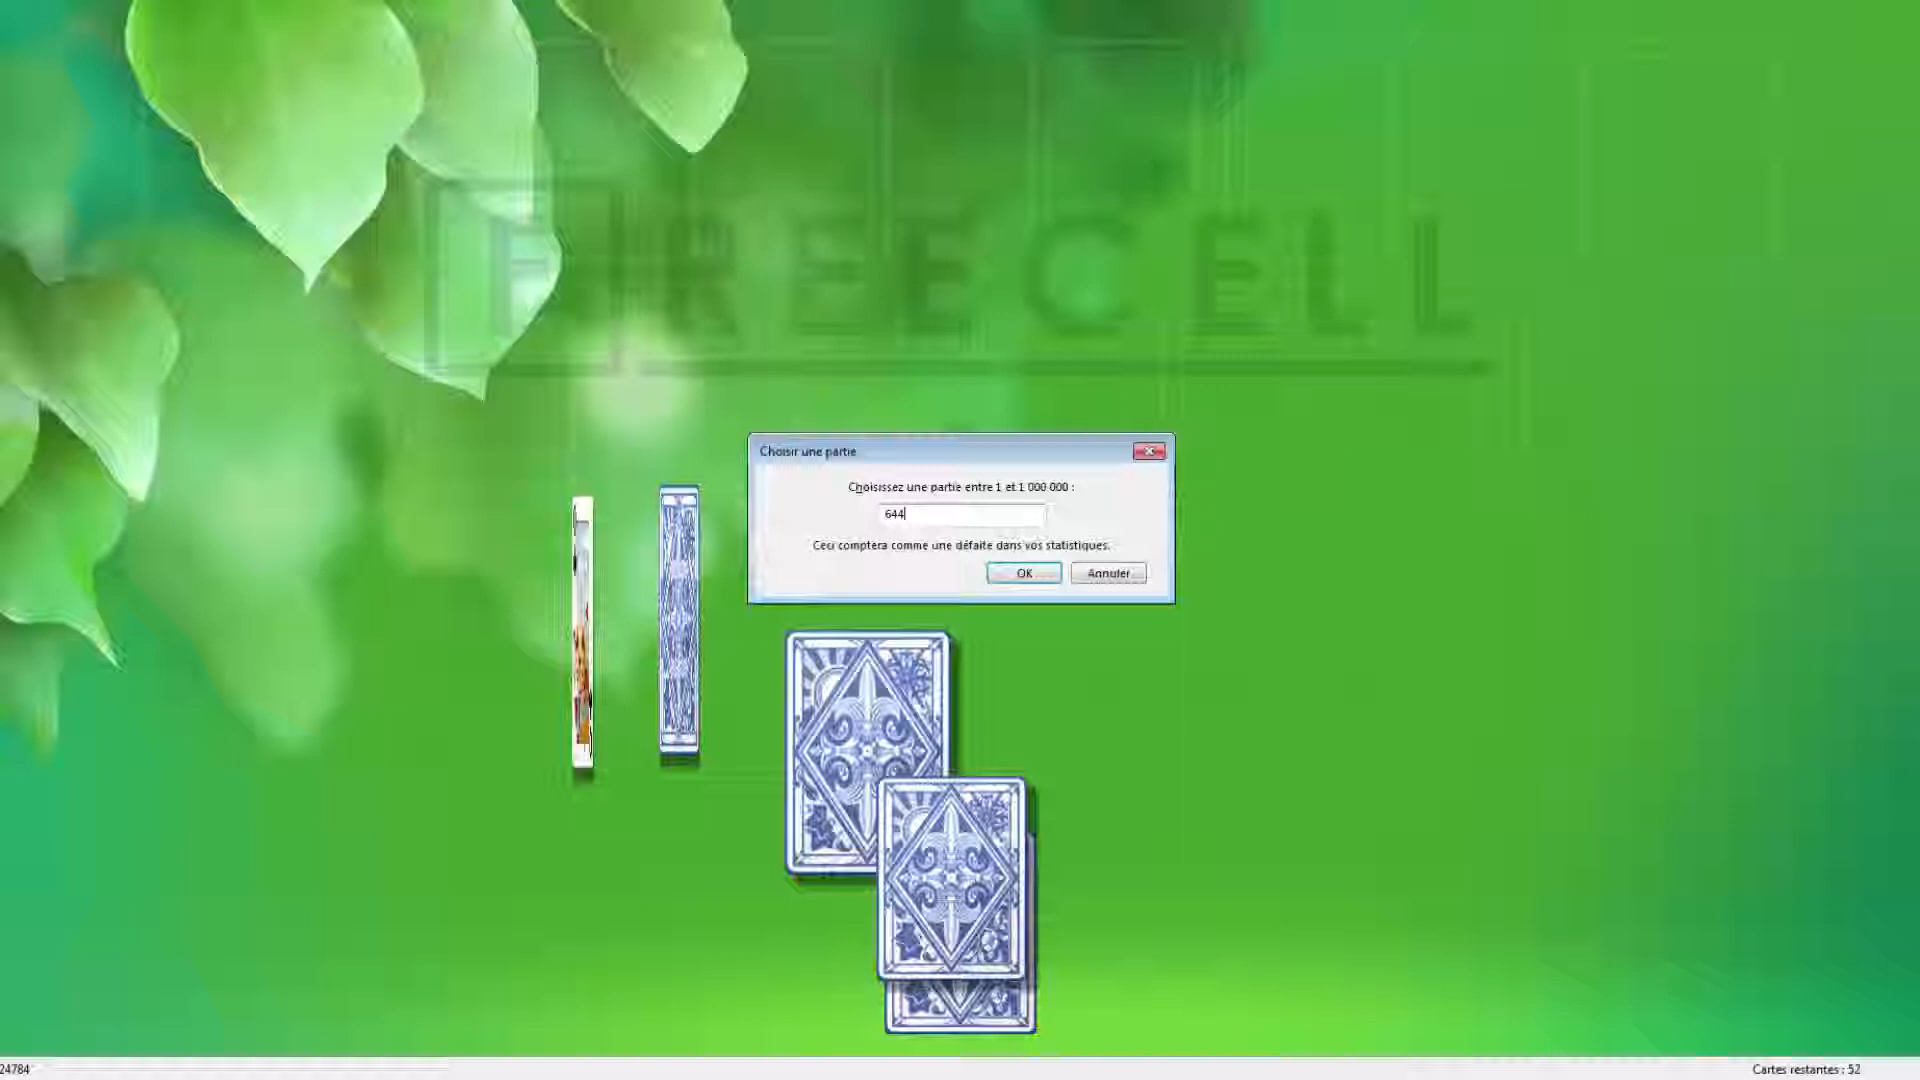 FREECELL
Choisir une partie
Choisissez une partie entre 1 et 1 000 000 :
644
Ceci comptera comme une défaite dans vos statistiques.
OK
Annuler
24784
Cartes restantes : 52